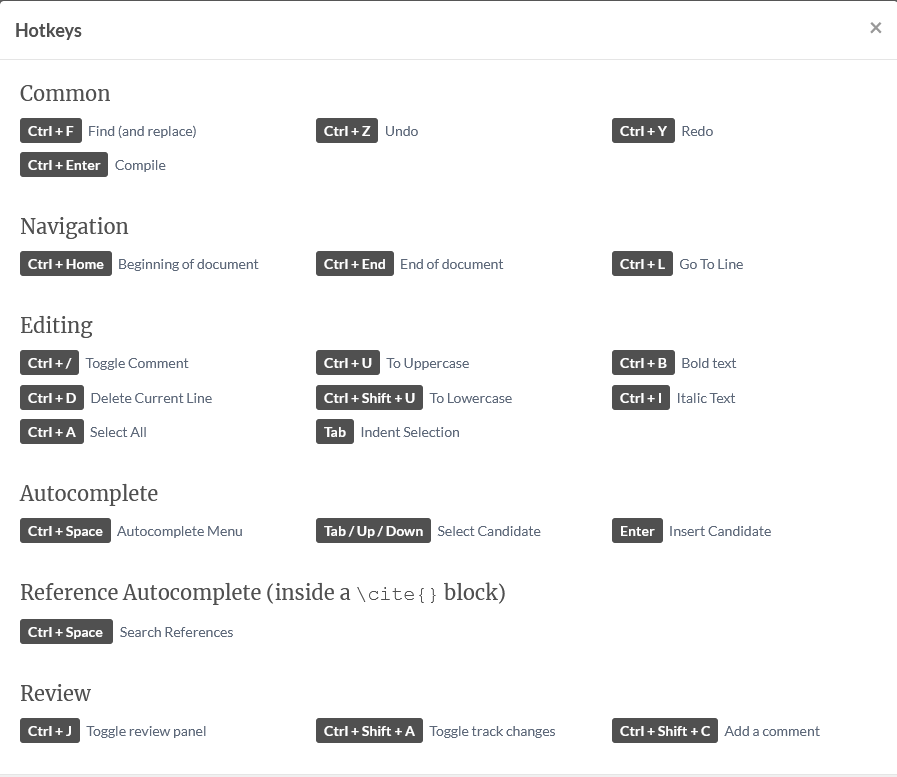 Hotkeys ×
Common
Ctrl + F Find (and replace) Ctrl + Z Undo Ctrl + Y Redo
Ctrl + Enter Compile
Navigation
Ctrl + Home Beginning of document Ctrl + End End of document Ctrl + L Go To Line
Editing
Ctrl + / Toggle Comment Ctrl + U To Uppercase Ctrl + B Bold text
Ctrl + D Delete Current Line Ctrl + Shift + U To Lowercase Ctrl + I Italic Text
Ctrl + A Select All Tab Indent Selection
Autocomplete
Ctrl + Space Autocomplete Menu Tab / Up / Down Select Candidate Enter Insert Candidate
Reference Autocomplete (inside a \cite{} block)
Ctrl + Space Search References
Review
Ctrl + J Toggle review panel Ctrl + Shift + A Toggle track changes Ctrl + Shift + C Add a comment